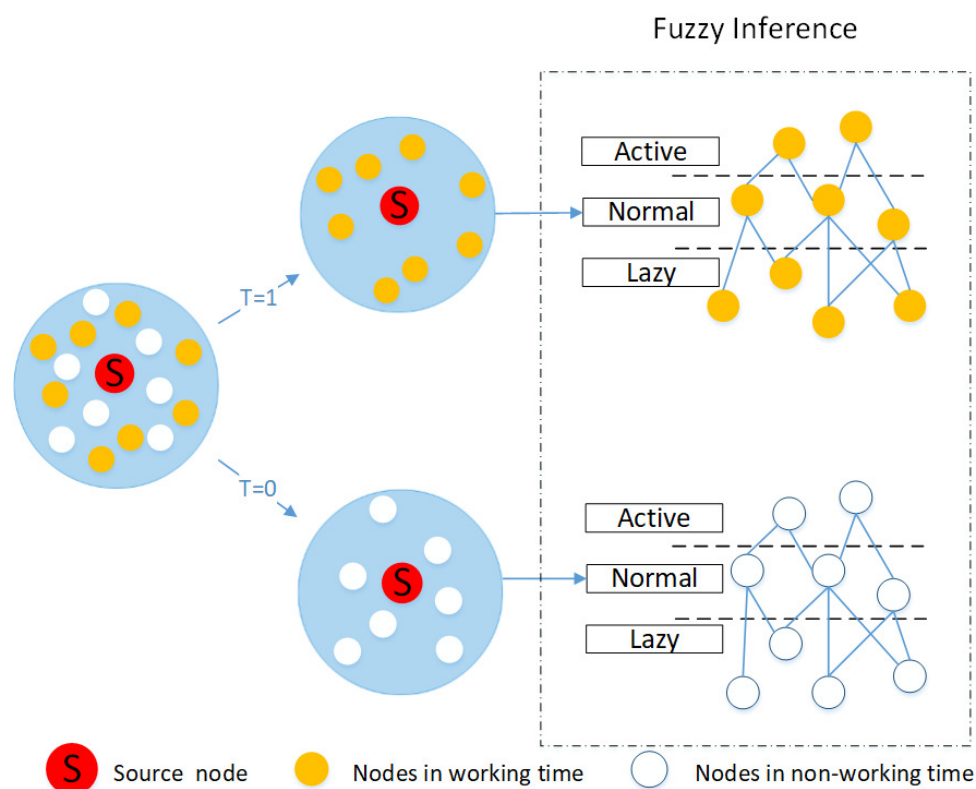 Fuzzy Inference
Active
Normal
Lazy
S
T=1
S
T=0
Active
Normal
Lazy
S
S Source node
Nodes in working time
Nodes in non-working time